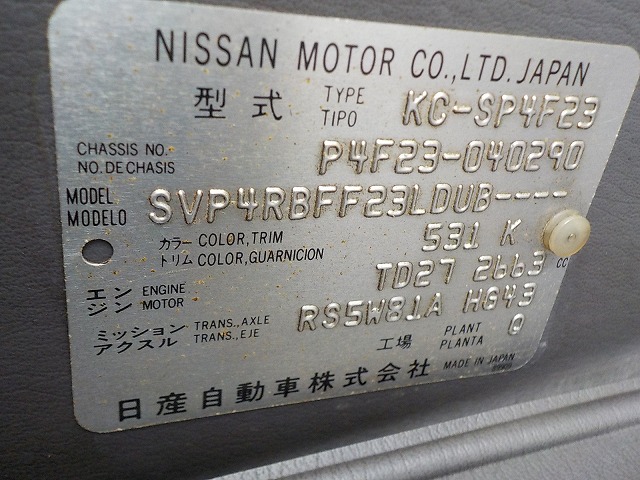 NISSAN MOTOR CO.,LTD. JAPAN
型式 TYPE TIPO KC-SP4F23
CHASSIS NO. NO. DE CHASIS P4F23-040290
MODEL MODELO SVP4RBFF23LDUB----
カラー COLOR,TRIM トリム COLOR,GUARNICION 531 K
エンジン ENGINE MOTOR TD27 2663 CC
ミッション アクスル TRANS.,AXLE TRANS.,EJE RS5W81A HG43
工場 PLANT PLANTA 0
日産自動車株式会社 MADE IN JAPAN